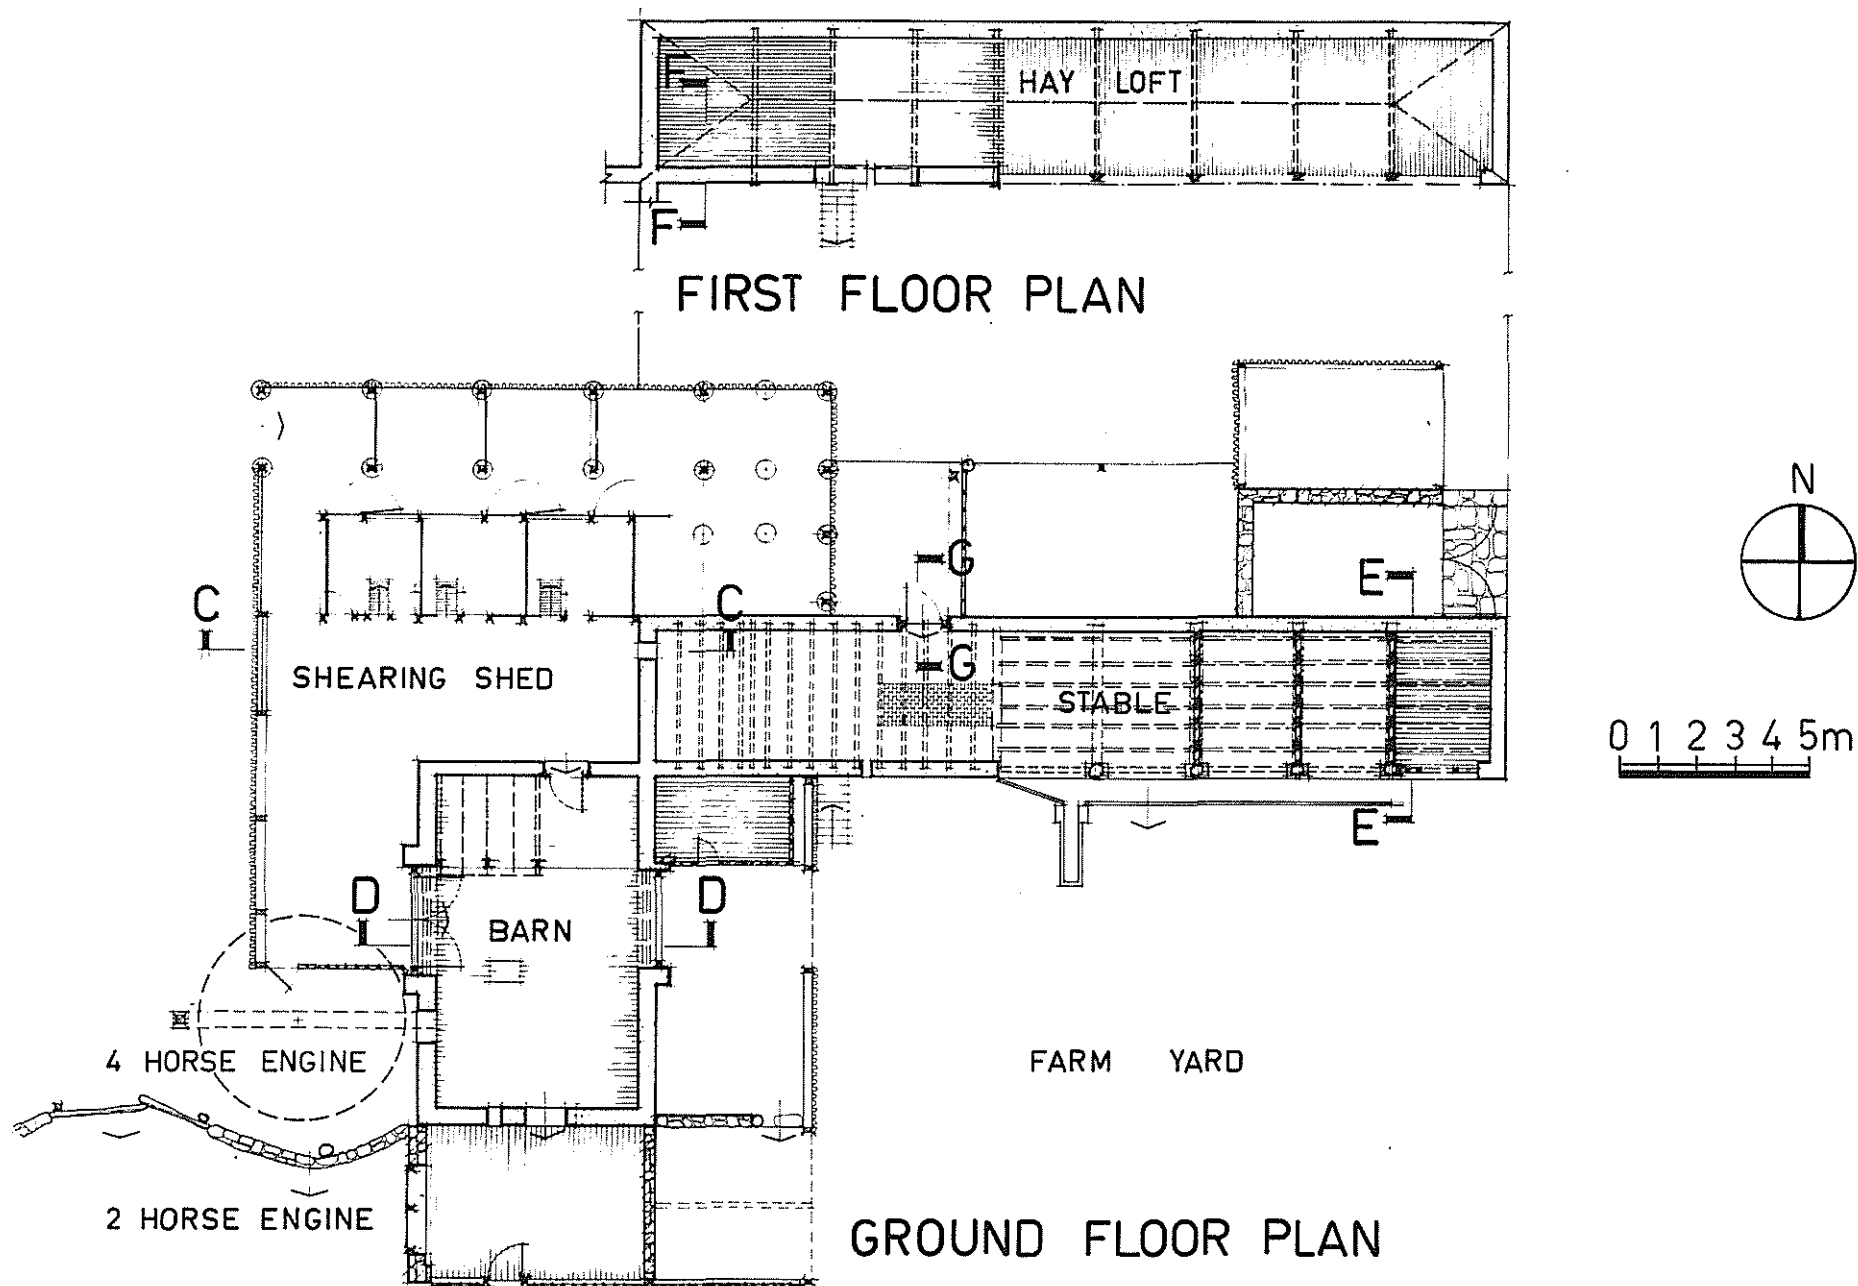 F
HAY LOFT
F
FIRST FLOOR PLAN
N
G
E
C
C
G
SHEARING SHED
STABLE
0 1 2 3 4 5m
E
D
D
BARN
4 HORSE ENGINE
FARM YARD
2 HORSE ENGINE
GROUND FLOOR PLAN